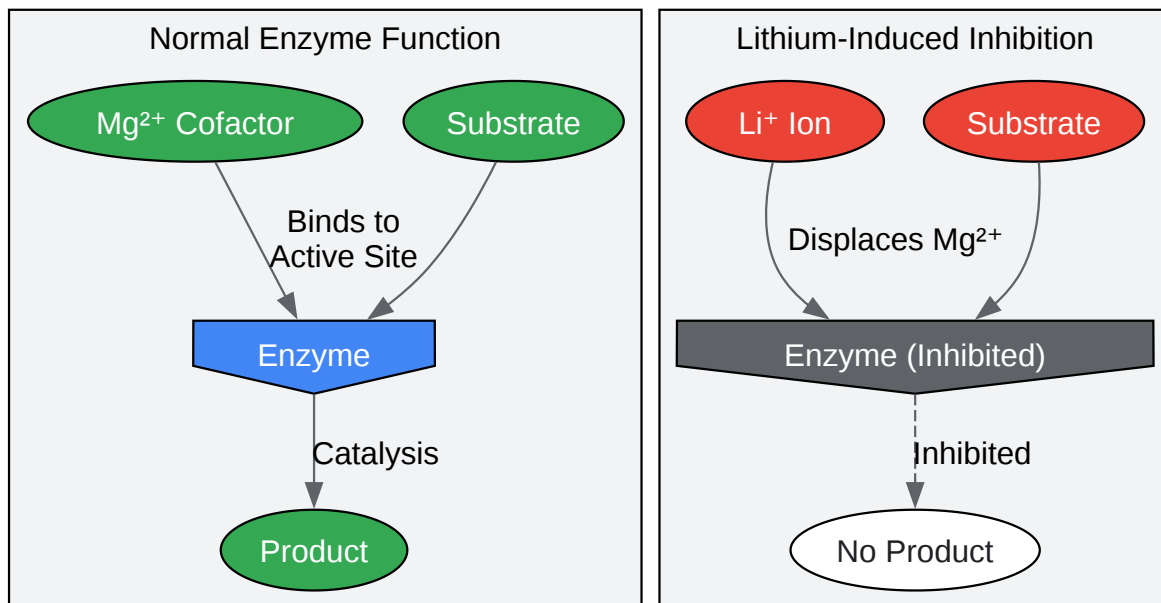 Normal Enzyme Function
Mg²⁺ Cofactor
Substrate
Binds to
Active Site
Enzyme
Catalysis
Product
Lithium-Induced Inhibition
Li⁺ Ion
Substrate
Displaces Mg²⁺
Enzyme (Inhibited)
Inhibited
No Product